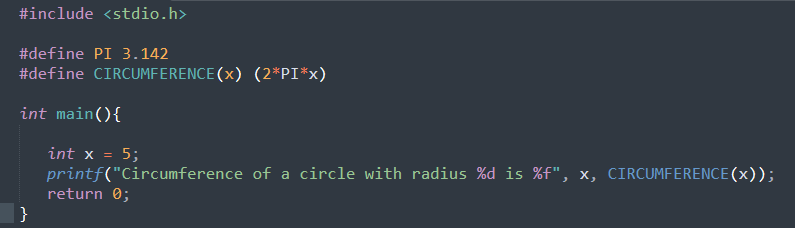 #include <stdio.h>
#define PI 3.142
#define CIRCUMFERENCE(x) (2*PI*x)
int main(){
int x = 5;
printf("Circumference of a circle with radius %d is %f", x, CIRCUMFERENCE(x));
return 0;
}